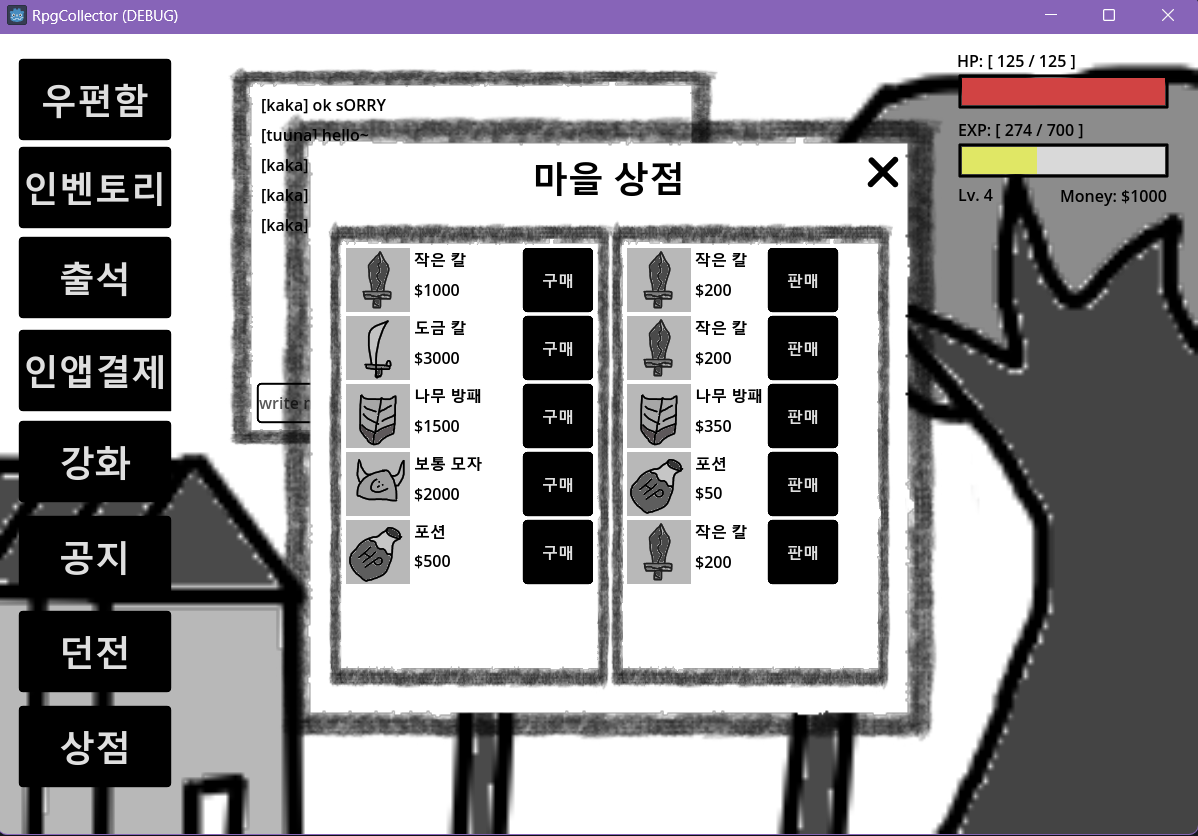 RpgCollector (DEBUG)
우편함
인벤토리
출석
인앱결제
강화
공지
던전
상점
[kaka] ok sORRY
[tuuna] hello~
[kaka]
[kaka]
[kaka]
write
HP: [ 125 / 125 ]
EXP: [ 274 / 700 ]
Lv. 4
Money: $1000
마을 상점
작은 칼
$1000
구매
도금 칼
$3000
구매
나무 방패
$1500
구매
보통 모자
$2000
구매
포션
$500
구매
HP
작은 칼
$200
판매
작은 칼
$200
판매
나무 방패
$350
판매
포션
$50
판매
HP
작은 칼
$200
판매